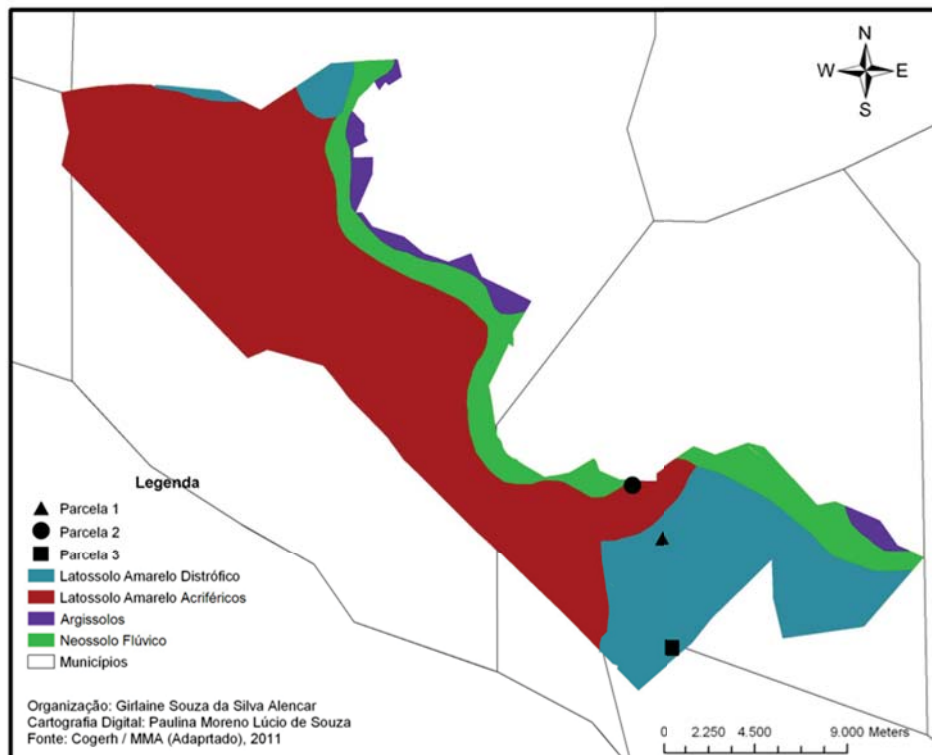 N
W E
S
Legenda
Parcela 1
Parcela 2
Parcela 3
Latossolo Amarelo Distrófico
Latossolo Amarelo Acriféricos
Argissolos
Neossolo Flúvico
Municípios
Organização: Girlaine Souza da Silva Alencar
Cartografia Digital: Paulina Moreno Lúcio de Souza
Fonte: Cogerh / MMA (Adaprtado), 2011
0 2.250 4.500 9.000 Meters